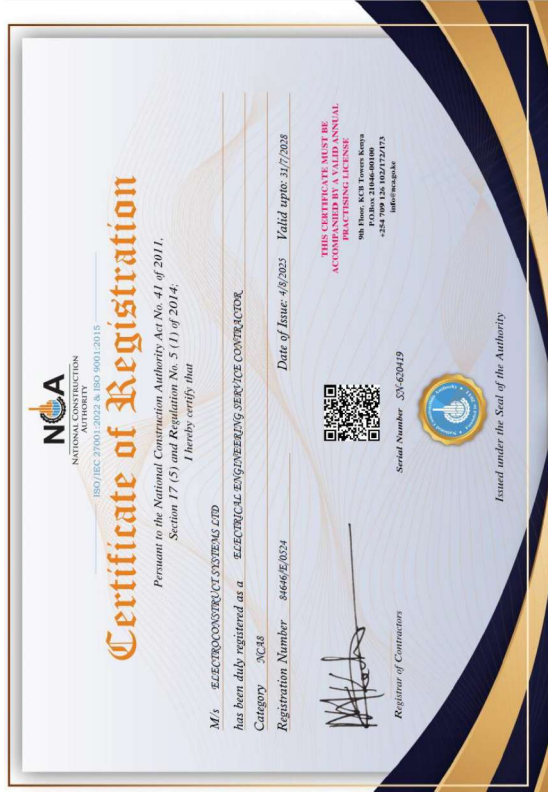 NCA
NATIONAL CONSTRUCTION
AUTHORITY
ISO/IEC 27001:2022 & ISO 9001:2015
Certificate of Registration
Persuant to the National Construction Authority Act No. 41 of 2011,
Section 17 (5) and Regulation No. 5 (1) of 2014;
I hereby certify that
M/s ELECTROCONSTRUCT SYSTEMS LTD
has been duly registered as a ELECTRICAL ENGINEERING SERVICE CONTRACTOR
Category NCA8
Registration Number 84646/E/0524 Date of Issue: 4/8/2025 Valid upto: 31/7/2028
THIS CERTIFICATE MUST BE
ACCOMPANIED BY A VALID ANNUAL
PRACTISING LICENSE
9th Floor, KCB Towers Kenya
P.O.Box 21046-00100
+254 709 126 102/172/173
info@nca.go.ke
Registrar of Contractors
Serial Number SN-620419
Issued under the Seal of the Authority